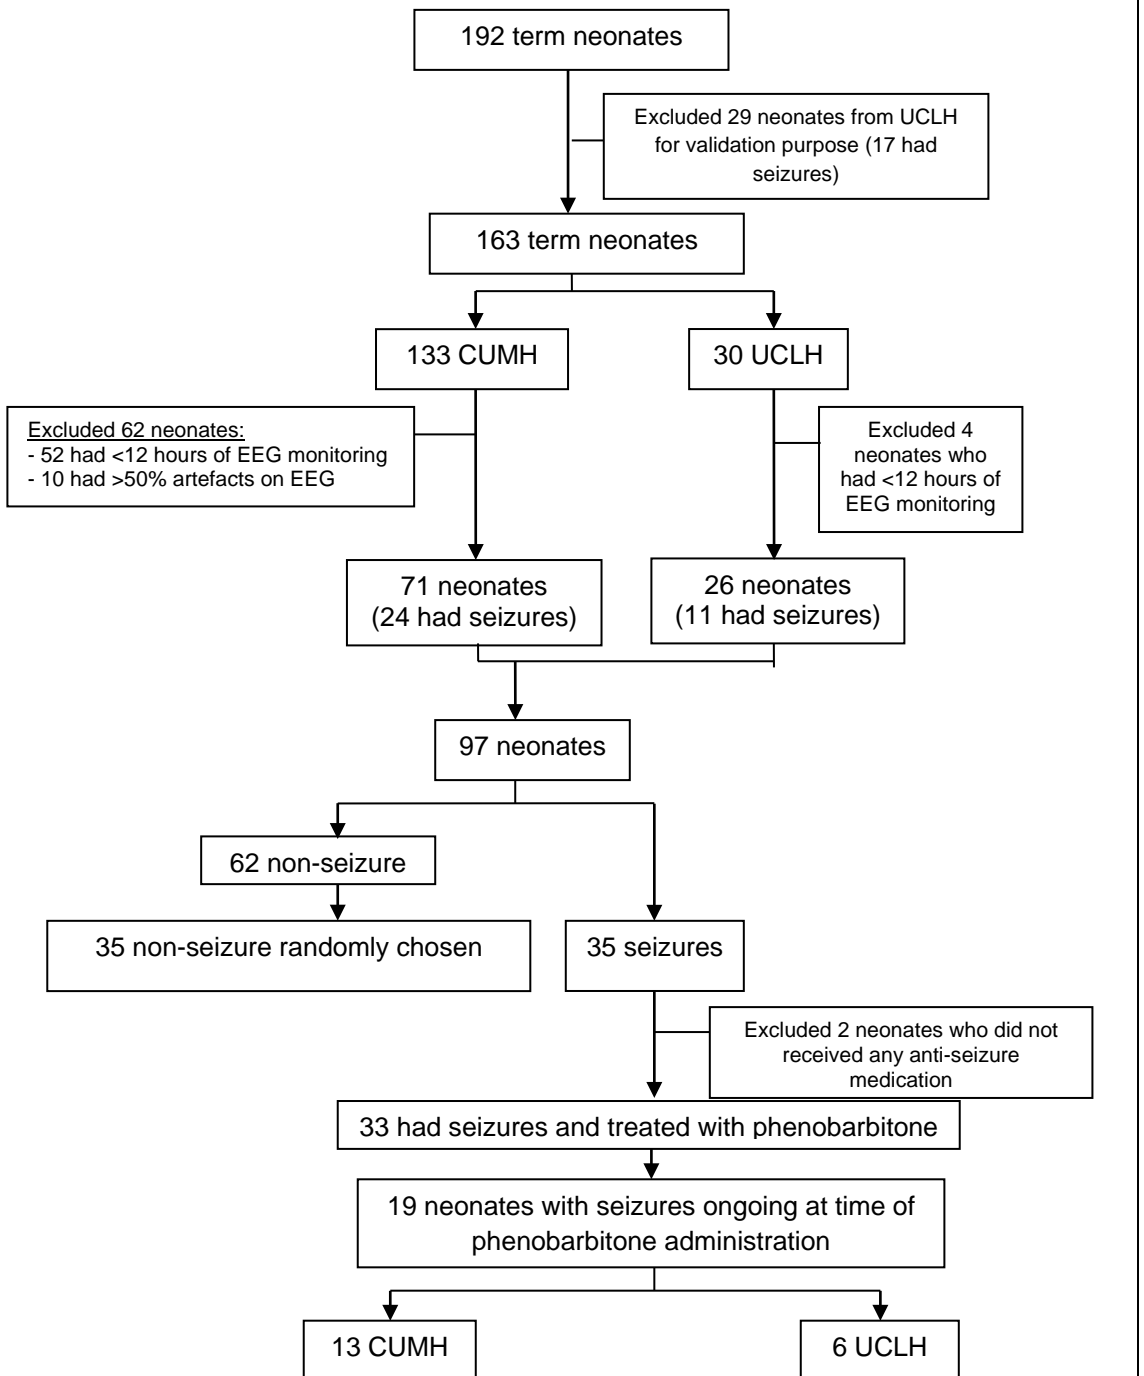 192 term neonates
Excluded 29 neonates from UCLH
for validation purpose (17 had
seizures)
163 term neonates
133 CUMH
30 UCLH
Excluded 62 neonates:
- 52 had <12 hours of EEG monitoring
- 10 had >50% artefacts on EEG
Excluded 4
neonates who
had <12 hours of
EEG monitoring
71 neonates
(24 had seizures)
26 neonates
(11 had seizures)
97 neonates
62 non-seizure
35 non-seizure randomly chosen
35 seizures
Excluded 2 neonates who did not
received any anti-seizure
medication
33 had seizures and treated with phenobarbitone
19 neonates with seizures ongoing at time of
phenobarbitone administration
13 CUMH
6 UCLH